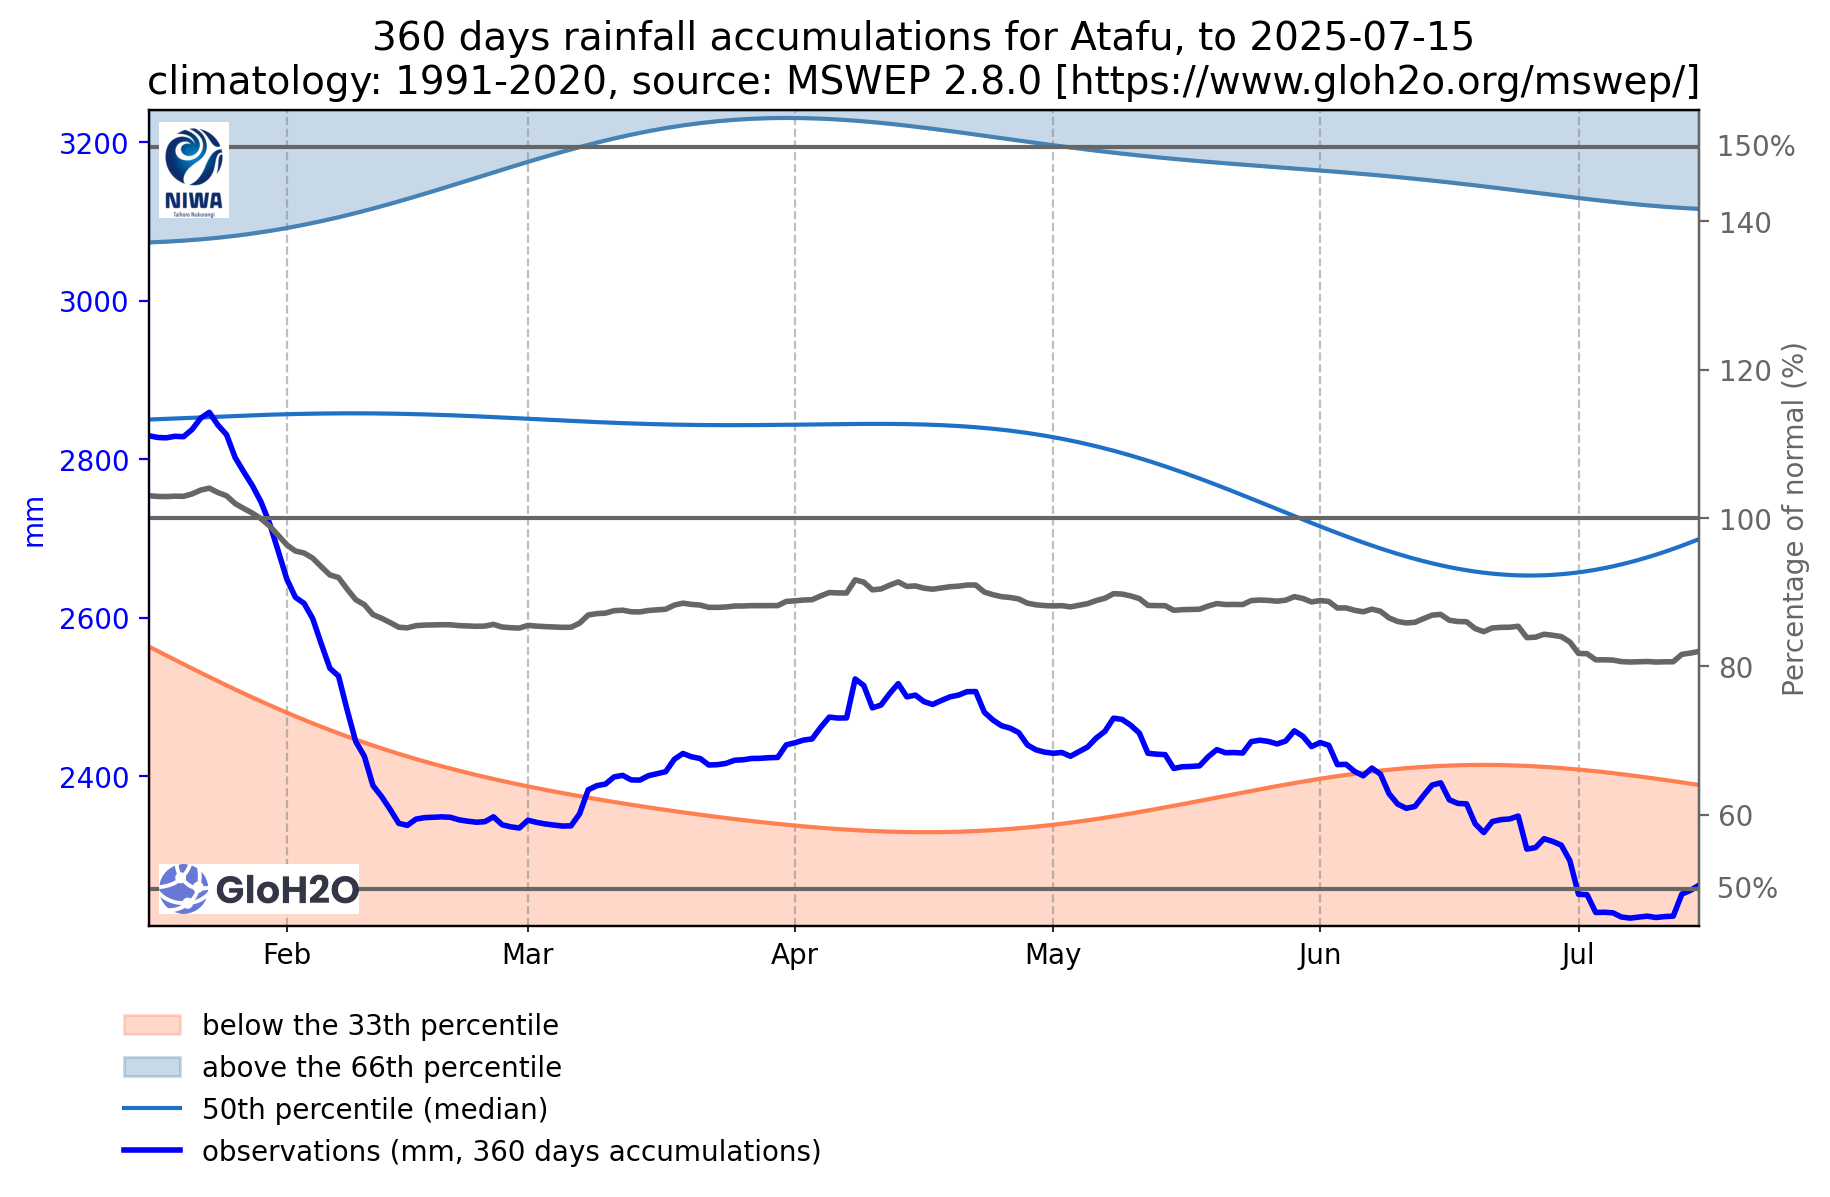 360 days rainfall accumulations for Atafu, to 2025-07-15
climatology: 1991-2020, source: MSWEP 2.8.0 [https://www.gloh2o.org/mswep/]
3200
3000
2800
2600
2400
mm
NIWA
Taihoro Nukurangi
GloH2O
150%
140
120
100
80
60
50%
Percentage of normal (%)
Feb
Mar
Apr
May
Jun
Jul
below the 33th percentile
above the 66th percentile
50th percentile (median)
observations (mm, 360 days accumulations)